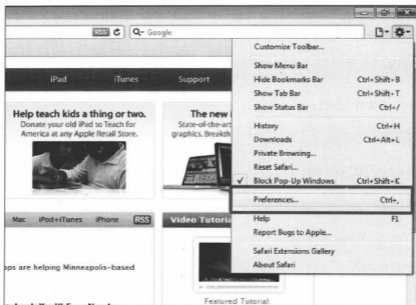 RSS
Google
iPad
iTunes
Support
Help teach kids a thing or two.
Donate your old iPad to Teach for
America at any Apple Retail Store.
The new
State-of-the-art
graphics. Breakth
Mac
iPod+iTunes
iPhone
RSS
Video Tutoria
ops are helping Minneapolis-based
Featured Tutorial
Customize Toolbar...
Show Menu Bar
Hide Bookmarks Bar Ctrl+Shift+B
Show Tab Bar Ctrl+Shift+T
Show Status Bar Ctrl+/
History Ctrl+H
Downloads Ctrl+Alt+L
Private Browsing...
Reset Safari...
Block Pop-Up Windows Ctrl+Shift+K
Preferences... Ctrl+,
Help F1
Report Bugs to Apple...
Safari Extensions Gallery
About Safari